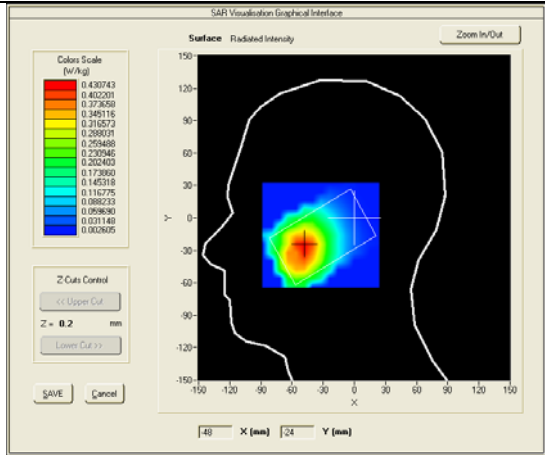 SAR Visualisation Graphical Interface
Surface Radiated Intensity
Zoom In/Out
Colors Scale
(W/kg)
0.430743
0.402201
0.373658
0.345116
0.316573
0.288031
0.259488
0.230946
0.202403
0.173860
0.145318
0.116775
0.088233
0.059690
0.031148
0.002605
150
120
90
60
30
0
-30
-60
-90
-120
-150
Y
-150 -120 -90 -60 -30 0 30 60 90 120 150
X
Z-Cuts Control
<< Upper Cut
Z = 0.2 mm
Lower Cut >>
SAVE Cancel
-48 X (mm) -24 Y (mm)